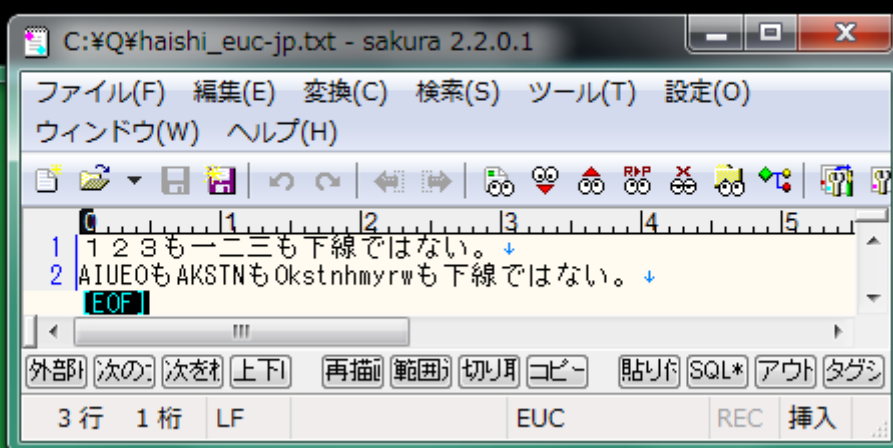 C:¥Q¥haishi_euc-jp.txt - sakura 2.2.0.1
ファイル(F) 編集(E) 変換(C) 検索(S) ツール(T) 設定(O)
ウィンドウ(W) ヘルプ(H)
0 1 2 3 4 5
1 １２３も一二三も下線ではない。↓
2 AIUEOもAKSTNもOkstnhmyrwも下線ではない。↓
[EOF]
外部 次の 次を 上下 再描画 範囲 切り取 コピー 貼り付 SQL* アウト タグジ
3 行 1 桁 LF EUC REC 挿入